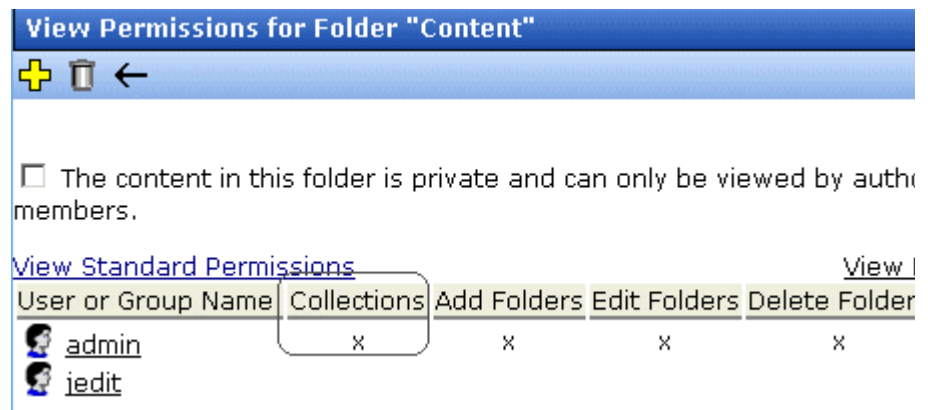 View Permissions for Folder "Content"
The content in this folder is private and can only be viewed by
members.
View Standard Permissions View
User or Group Name Collections Add Folders Edit Folders Delete Folder
admin x x x x
jedit